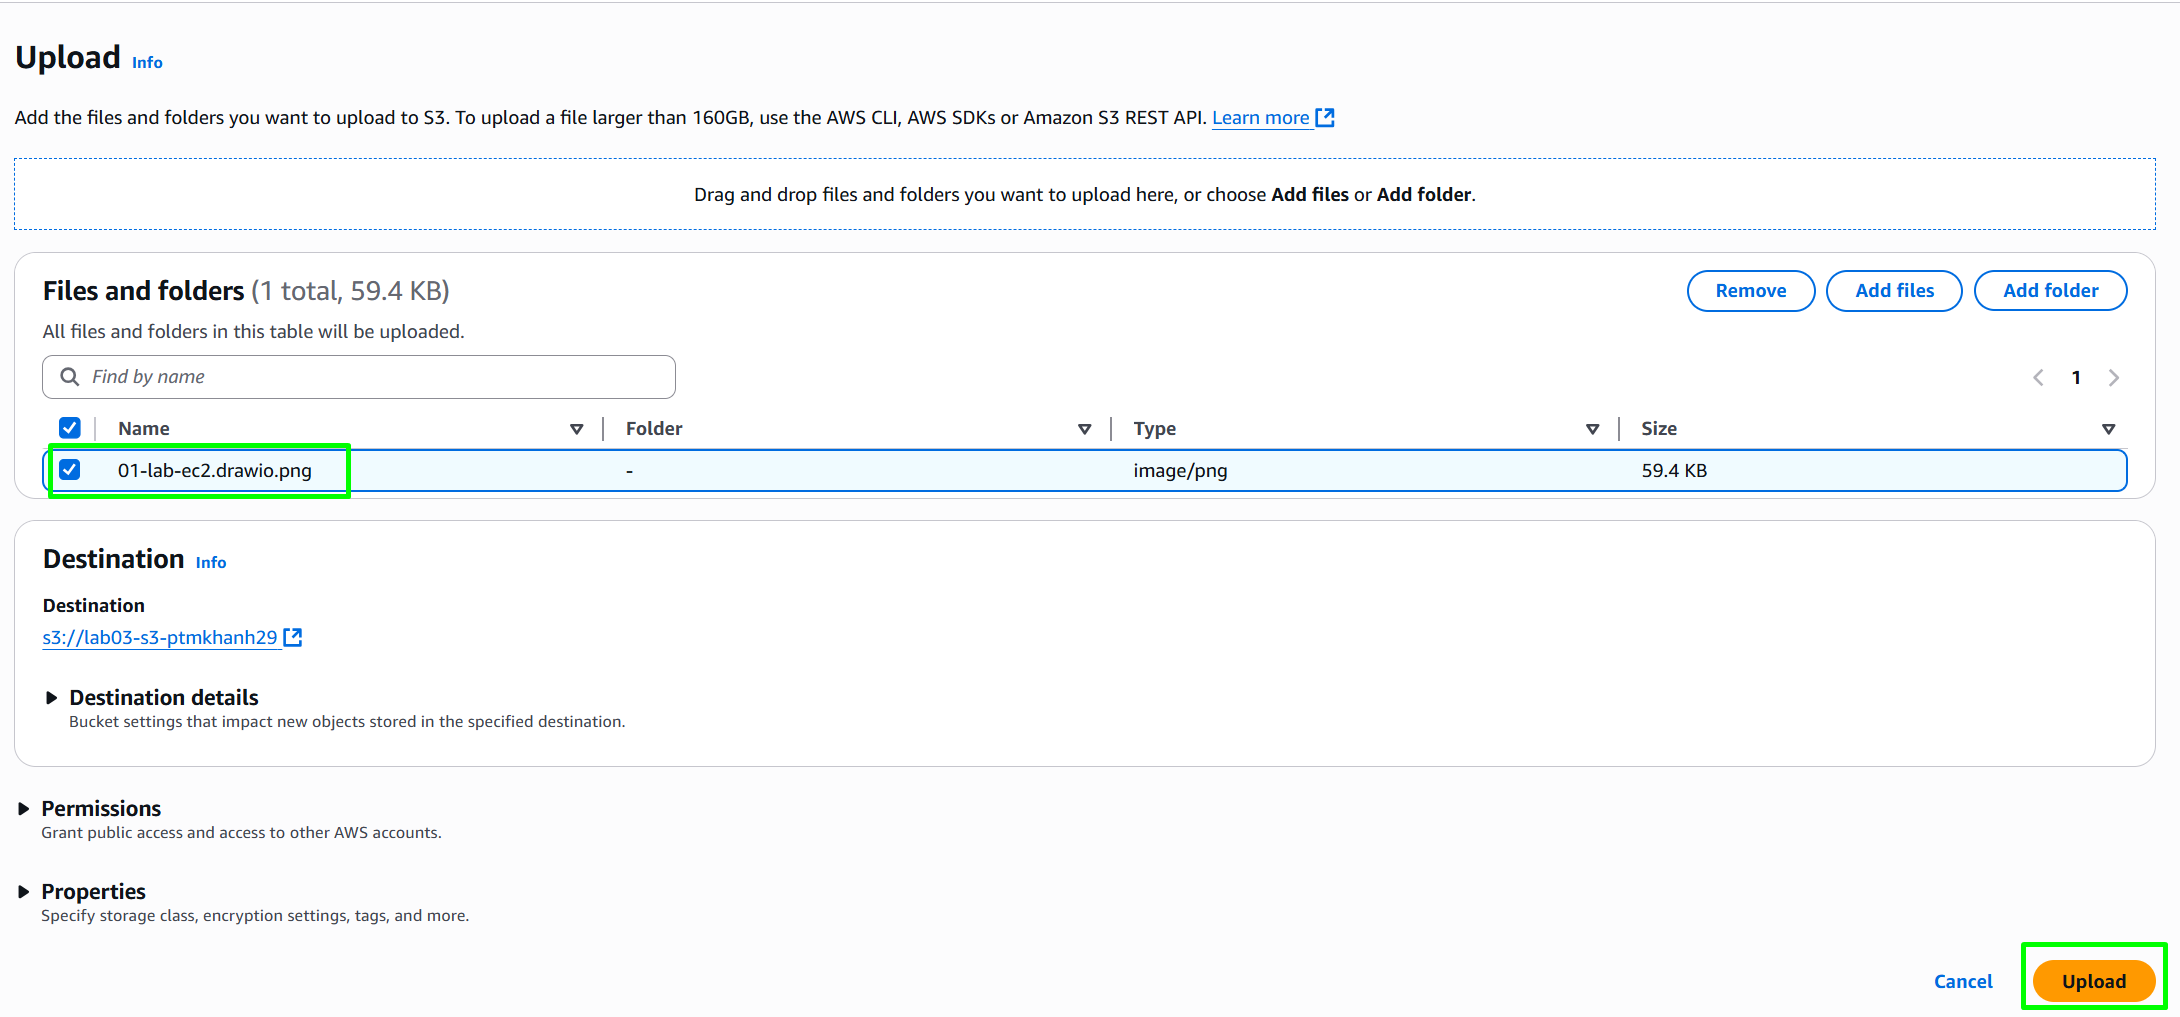 Upload Info
Add the files and folders you want to upload to S3. To upload a file larger than 160GB, use the AWS CLI, AWS SDKs or Amazon S3 REST API. Learn more
Drag and drop files and folders you want to upload here, or choose Add files or Add folder.
Files and folders (1 total, 59.4 KB)
Remove Add files Add folder
All files and folders in this table will be uploaded.
Find by name
1
Name Folder Type Size
01-lab-ec2.drawio.png - image/png 59.4 KB
Destination Info
Destination
s3://lab03-s3-ptmkhanh29
Destination details
Bucket settings that impact new objects stored in the specified destination.
Permissions
Grant public access and access to other AWS accounts.
Properties
Specify storage class, encryption settings, tags, and more.
Cancel Upload